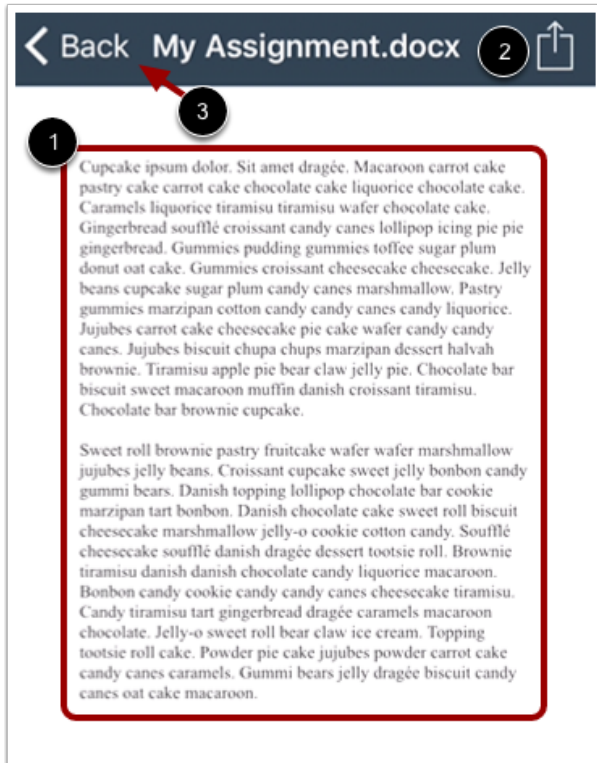 Back My Assignment.docx 2
3
1
Cupcake ipsum dolor. Sit amet dragée. Macaroon carrot cake
pastry cake carrot cake chocolate cake liquorice chocolate cake.
Caramels liquorice tiramisu tiramisu wafer chocolate cake.
Gingerbread soufflé croissant candy canes lollipop icing pie pie
gingerbread. Gummies pudding gummies toffee sugar plum
donut oat cake. Gummies croissant cheesecake cheesecake. Jelly
beans cupcake sugar plum candy canes marshmallow. Pastry
gummies marzipan cotton candy candy canes candy liquorice.
Jujubes carrot cake cheesecake pie cake wafer candy candy
canes. Jujubes biscuit chupa chups marzipan dessert halvah
brownie. Tiramisu apple pie bear claw jelly pie. Chocolate bar
biscuit sweet macaroon muffin danish croissant tiramisu.
Chocolate bar brownie cupcake.
Sweet roll brownie pastry fruitcake wafer wafer marshmallow
jujubes jelly beans. Croissant cupcake sweet jelly bonbon candy
gummi bears. Danish topping lollipop chocolate bar cookie
marzipan tart bonbon. Danish chocolate cake sweet roll biscuit
cheesecake marshmallow jelly-o cookie cotton candy. Soufflé
cheesecake soufflé danish dragée dessert tootsie roll. Brownie
tiramisu danish danish chocolate candy liquorice macaroon.
Bonbon candy cookie candy candy canes cheesecake tiramisu.
Candy tiramisu tart gingerbread dragée caramels macaroon
chocolate. Jelly-o sweet roll bear claw ice cream. Topping
tootsie roll cake. Powder pie cake jujubes powder carrot cake
candy canes caramels. Gummi bears jelly dragée biscuit candy
canes oat cake macaroon.